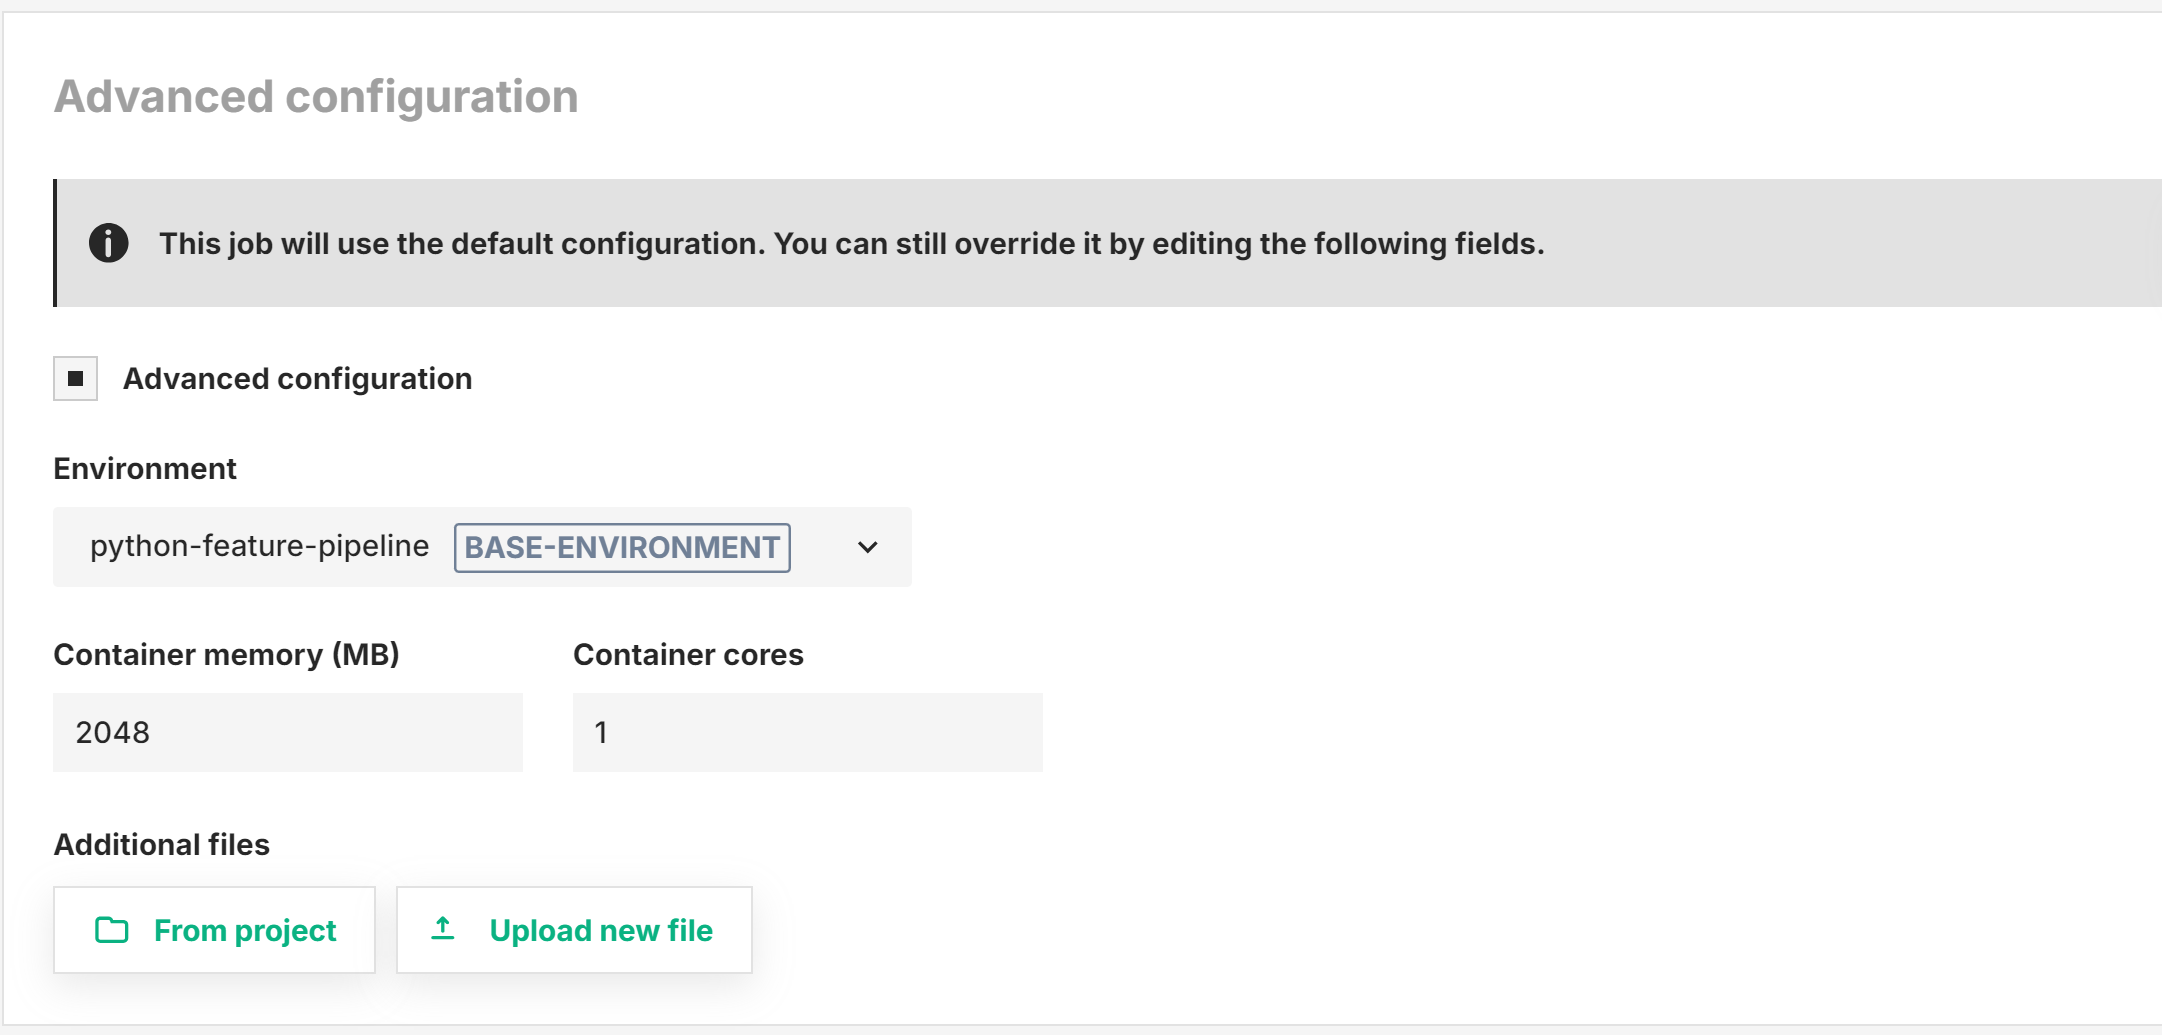 Advanced configuration
This job will use the default configuration. You can still override it by editing the following fields.
Advanced configuration
Environment
python-feature-pipeline BASE-ENVIRONMENT
Container memory (MB) Container cores
2048 1
Additional files
From project Upload new file